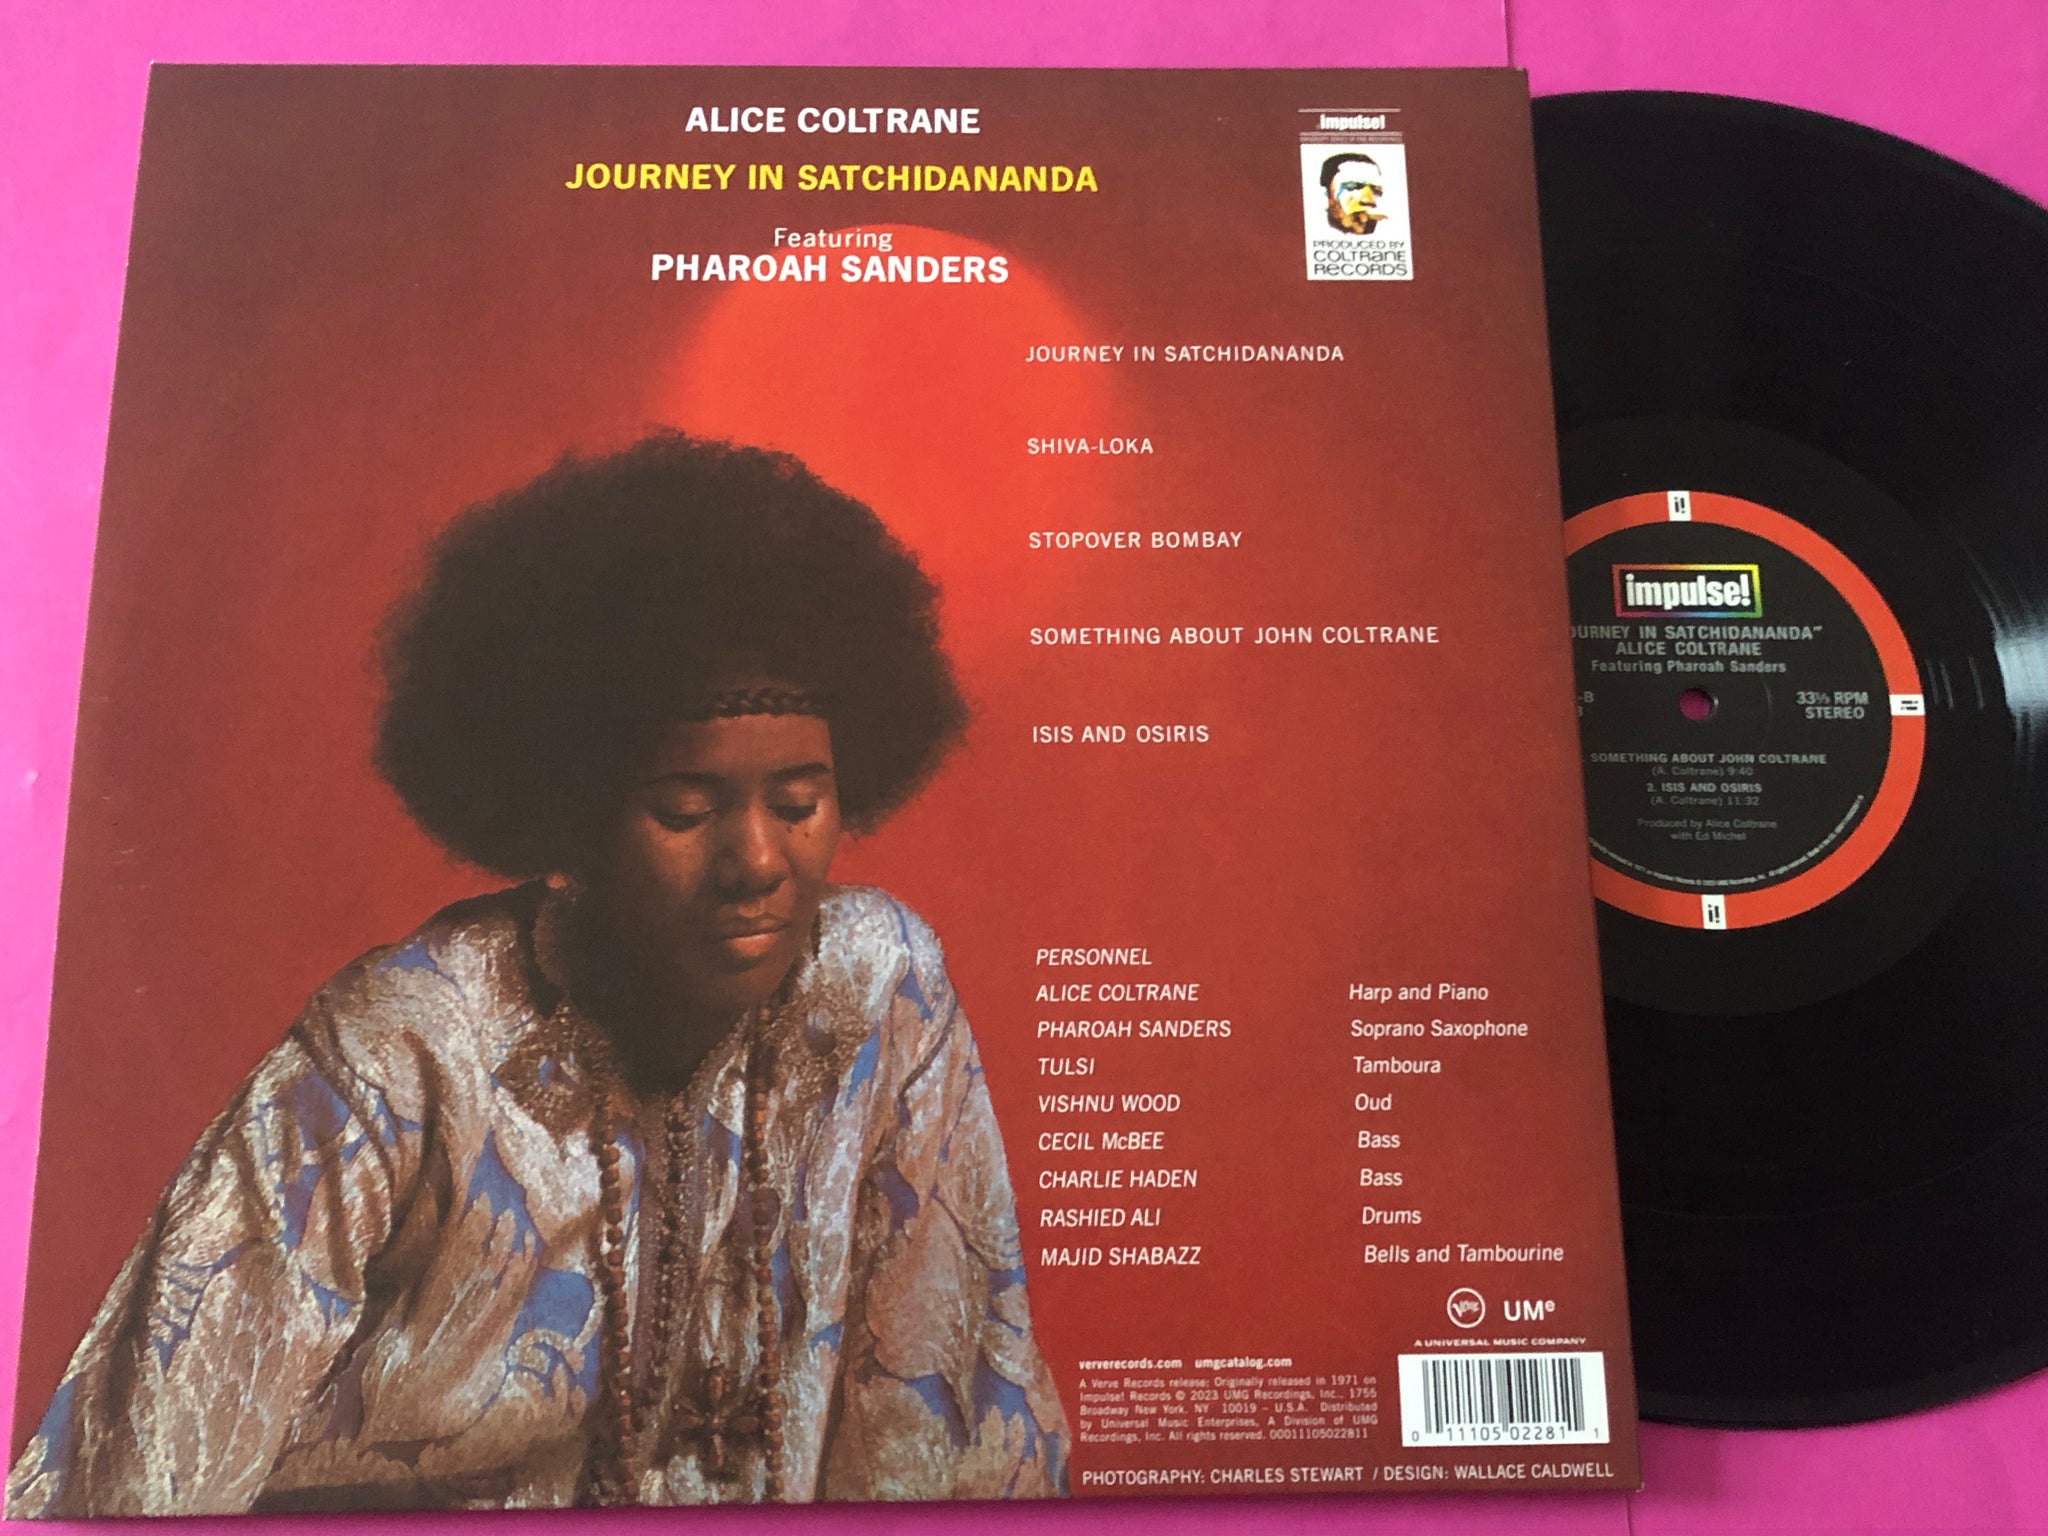 ALICE COLTRANE
JOURNEY IN SATCHIDANANDA
Featuring
PHAROAH SANDERS
impulse!
PRODUCED BY
COLTRANE
RECORDS
JOURNEY IN SATCHIDANANDA
SHIVA-LOKA
STOPOVER BOMBAY
SOMETHING ABOUT JOHN COLTRANE
ISIS AND OSIRIS
PERSONNEL
ALICE COLTRANE Harp and Piano
PHAROAH SANDERS Soprano Saxophone
TULSI Tamboura
VISHNU WOOD Oud
CECIL McBEE Bass
CHARLIE HADEN Bass
RASHIED ALI Drums
MAJID SHABAZZ Bells and Tambourine
Verve UMe
A UNIVERSAL MUSIC COMPANY
ververecords.com umgcatalog.com
A Verve Records release; Originally released in 1971 on
Impulse! Records © 2023 UMG Recordings, Inc., 1755
Broadway New York, NY 10019 – U.S.A. Distributed
by Universal Music Enterprises, A Division of UMG
Recordings, Inc. All rights reserved. 00011105022811
0 11105 02281 1
PHOTOGRAPHY: CHARLES STEWART / DESIGN: WALLACE CALDWELL
i!
impulse!
URNEY IN SATCHIDANANDA"
ALICE COLTRANE
Featuring Pharoah Sanders
-B
33⅓ RPM
STEREO
i!
SOMETHING ABOUT JOHN COLTRANE
(A. Coltrane) 9:40
2. ISIS AND OSIRIS
(A. Coltrane) 11:32
Produced by Alice Coltrane
with Ed Michel
i!